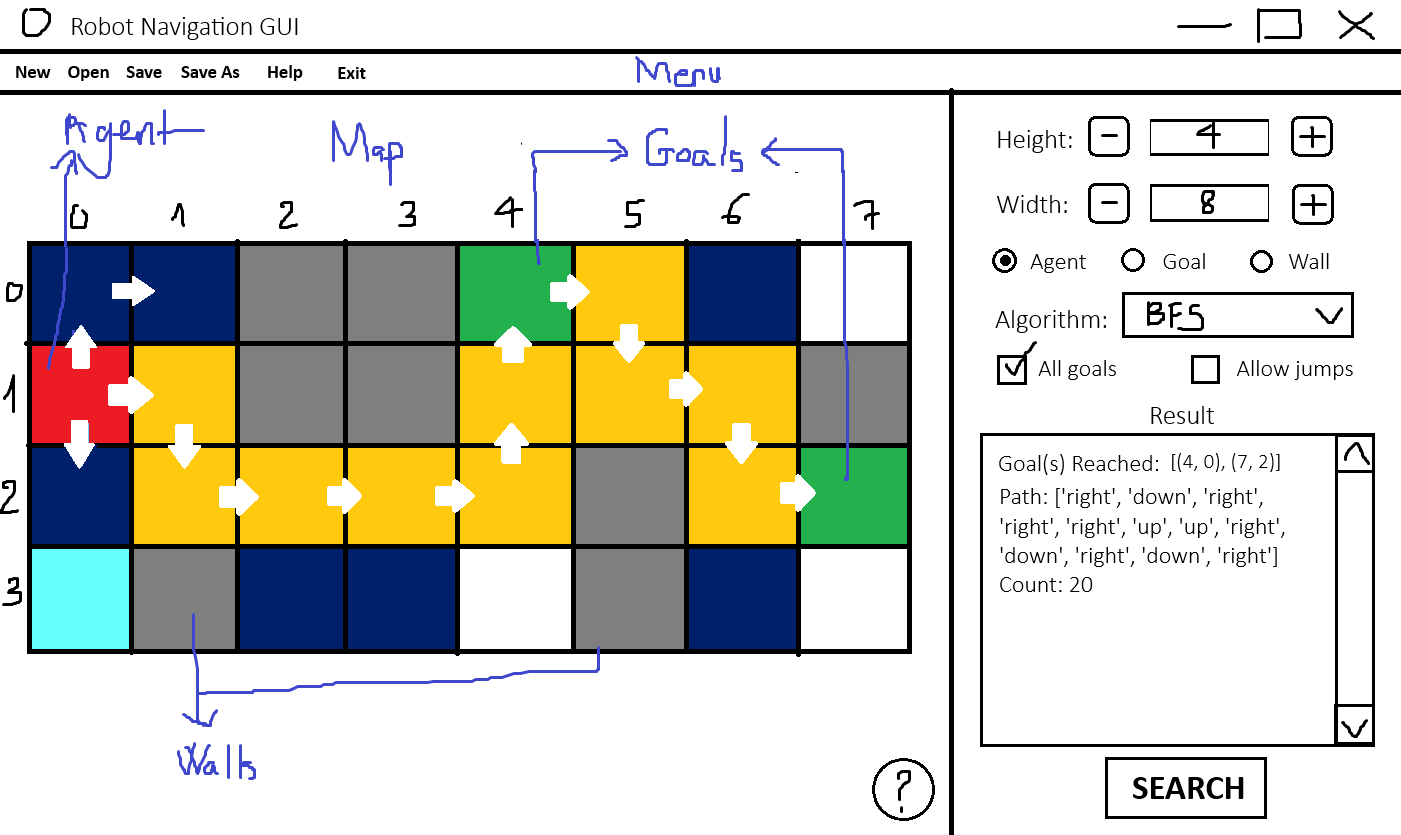 Robot Navigation GUI
New Open Save Save As Help Exit Menu
Agent Map Goals
0 1 2 3 4 5 6 7
0
1
2
3
Walls
?
Height: − 4 +
Width: − 8 +
Agent Goal Wall
Algorithm: BFS
All goals Allow jumps
Result
Goal(s) Reached: [(4, 0), (7, 2)]
Path: ['right', 'down', 'right',
'right', 'right', 'up', 'up', 'right',
'down', 'right', 'down', 'right']
Count: 20
SEARCH